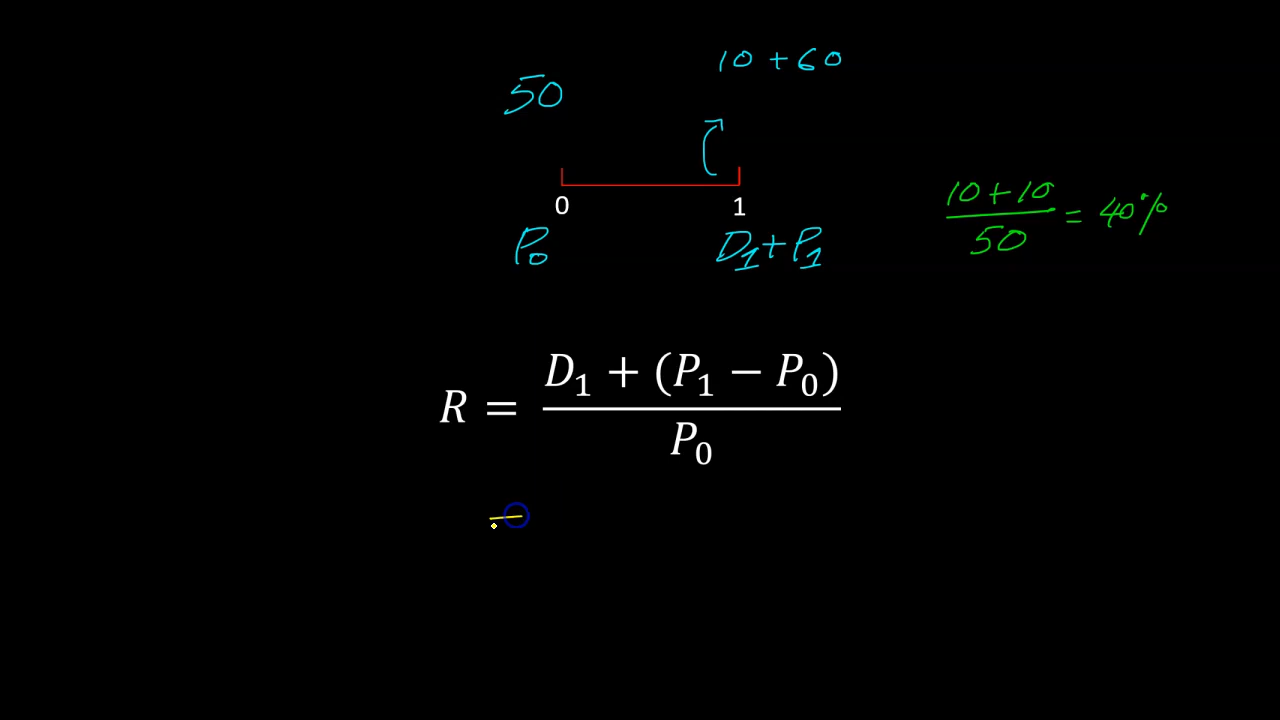 10 + 60
50
0 1
P₀ D₁ + P₁
10 + 10 / 50 = 40%
R = D₁ + (P₁ − P₀) / P₀
=